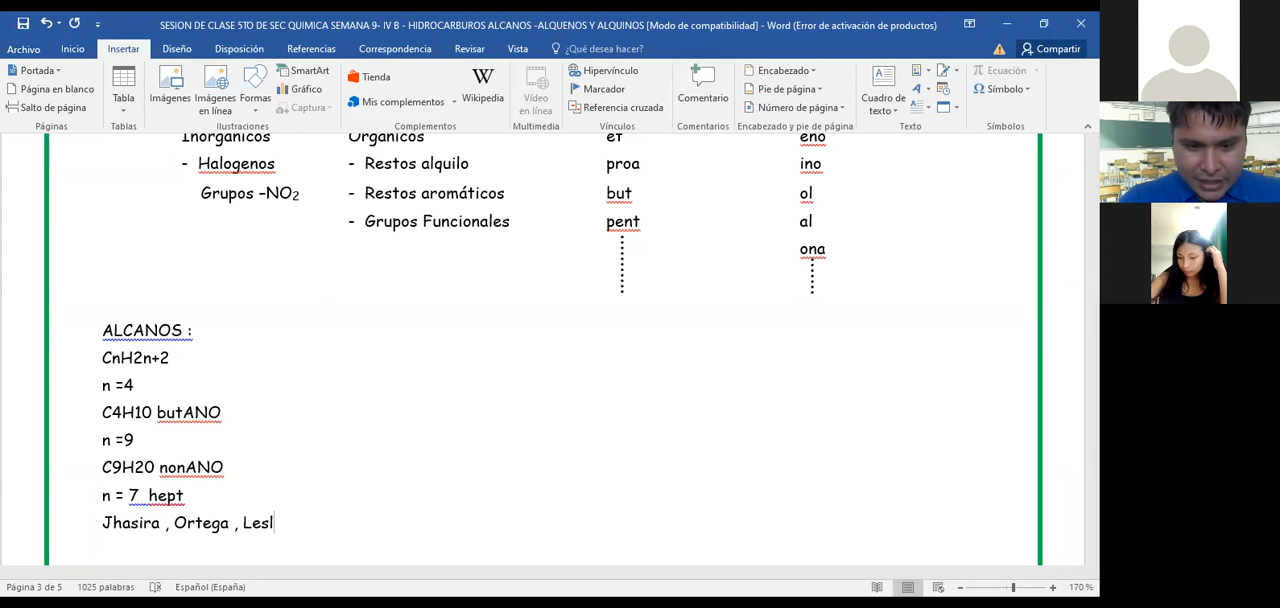 SESION DE CLASE 5TO DE SEC QUIMICA SEMANA 9- IV B - HIDROCARBUROS ALCANOS -ALQUENOS Y ALQUINOS [Modo de compatibilidad] - Word (Error de activación de productos)
Archivo Inicio Insertar Diseño Disposición Referencias Correspondencia Revisar Vista ¿Qué desea hacer? Compartir
Portada
Página en blanco
Salto de página
Páginas
Tabla
Tablas
Imágenes
Imágenes en línea
Formas
SmartArt
Gráfico
Captura
Ilustraciones
Tienda
Mis complementos
W
Wikipedia
Complementos
Vídeo en línea
Multimedia
Hipervínculo
Marcador
Referencia cruzada
Vínculos
Comentario
Comentarios
Encabezado
Pie de página
Número de página
Encabezado y pie de página
Cuadro de texto
Texto
Ecuación
Símbolo
Símbolos
Inorgánicos Orgánicos et eno
- Halogenos - Restos alquilo proa ino
Grupos –NO2 - Restos aromáticos but ol
- Grupos Funcionales pent al
ona
ALCANOS :
CnH2n+2
n =4
C4H10 butANO
n =9
C9H20 nonANO
n = 7 hept
Jhasira , Ortega , Lesl
Página 3 de 5 1025 palabras Español (España) 170 %